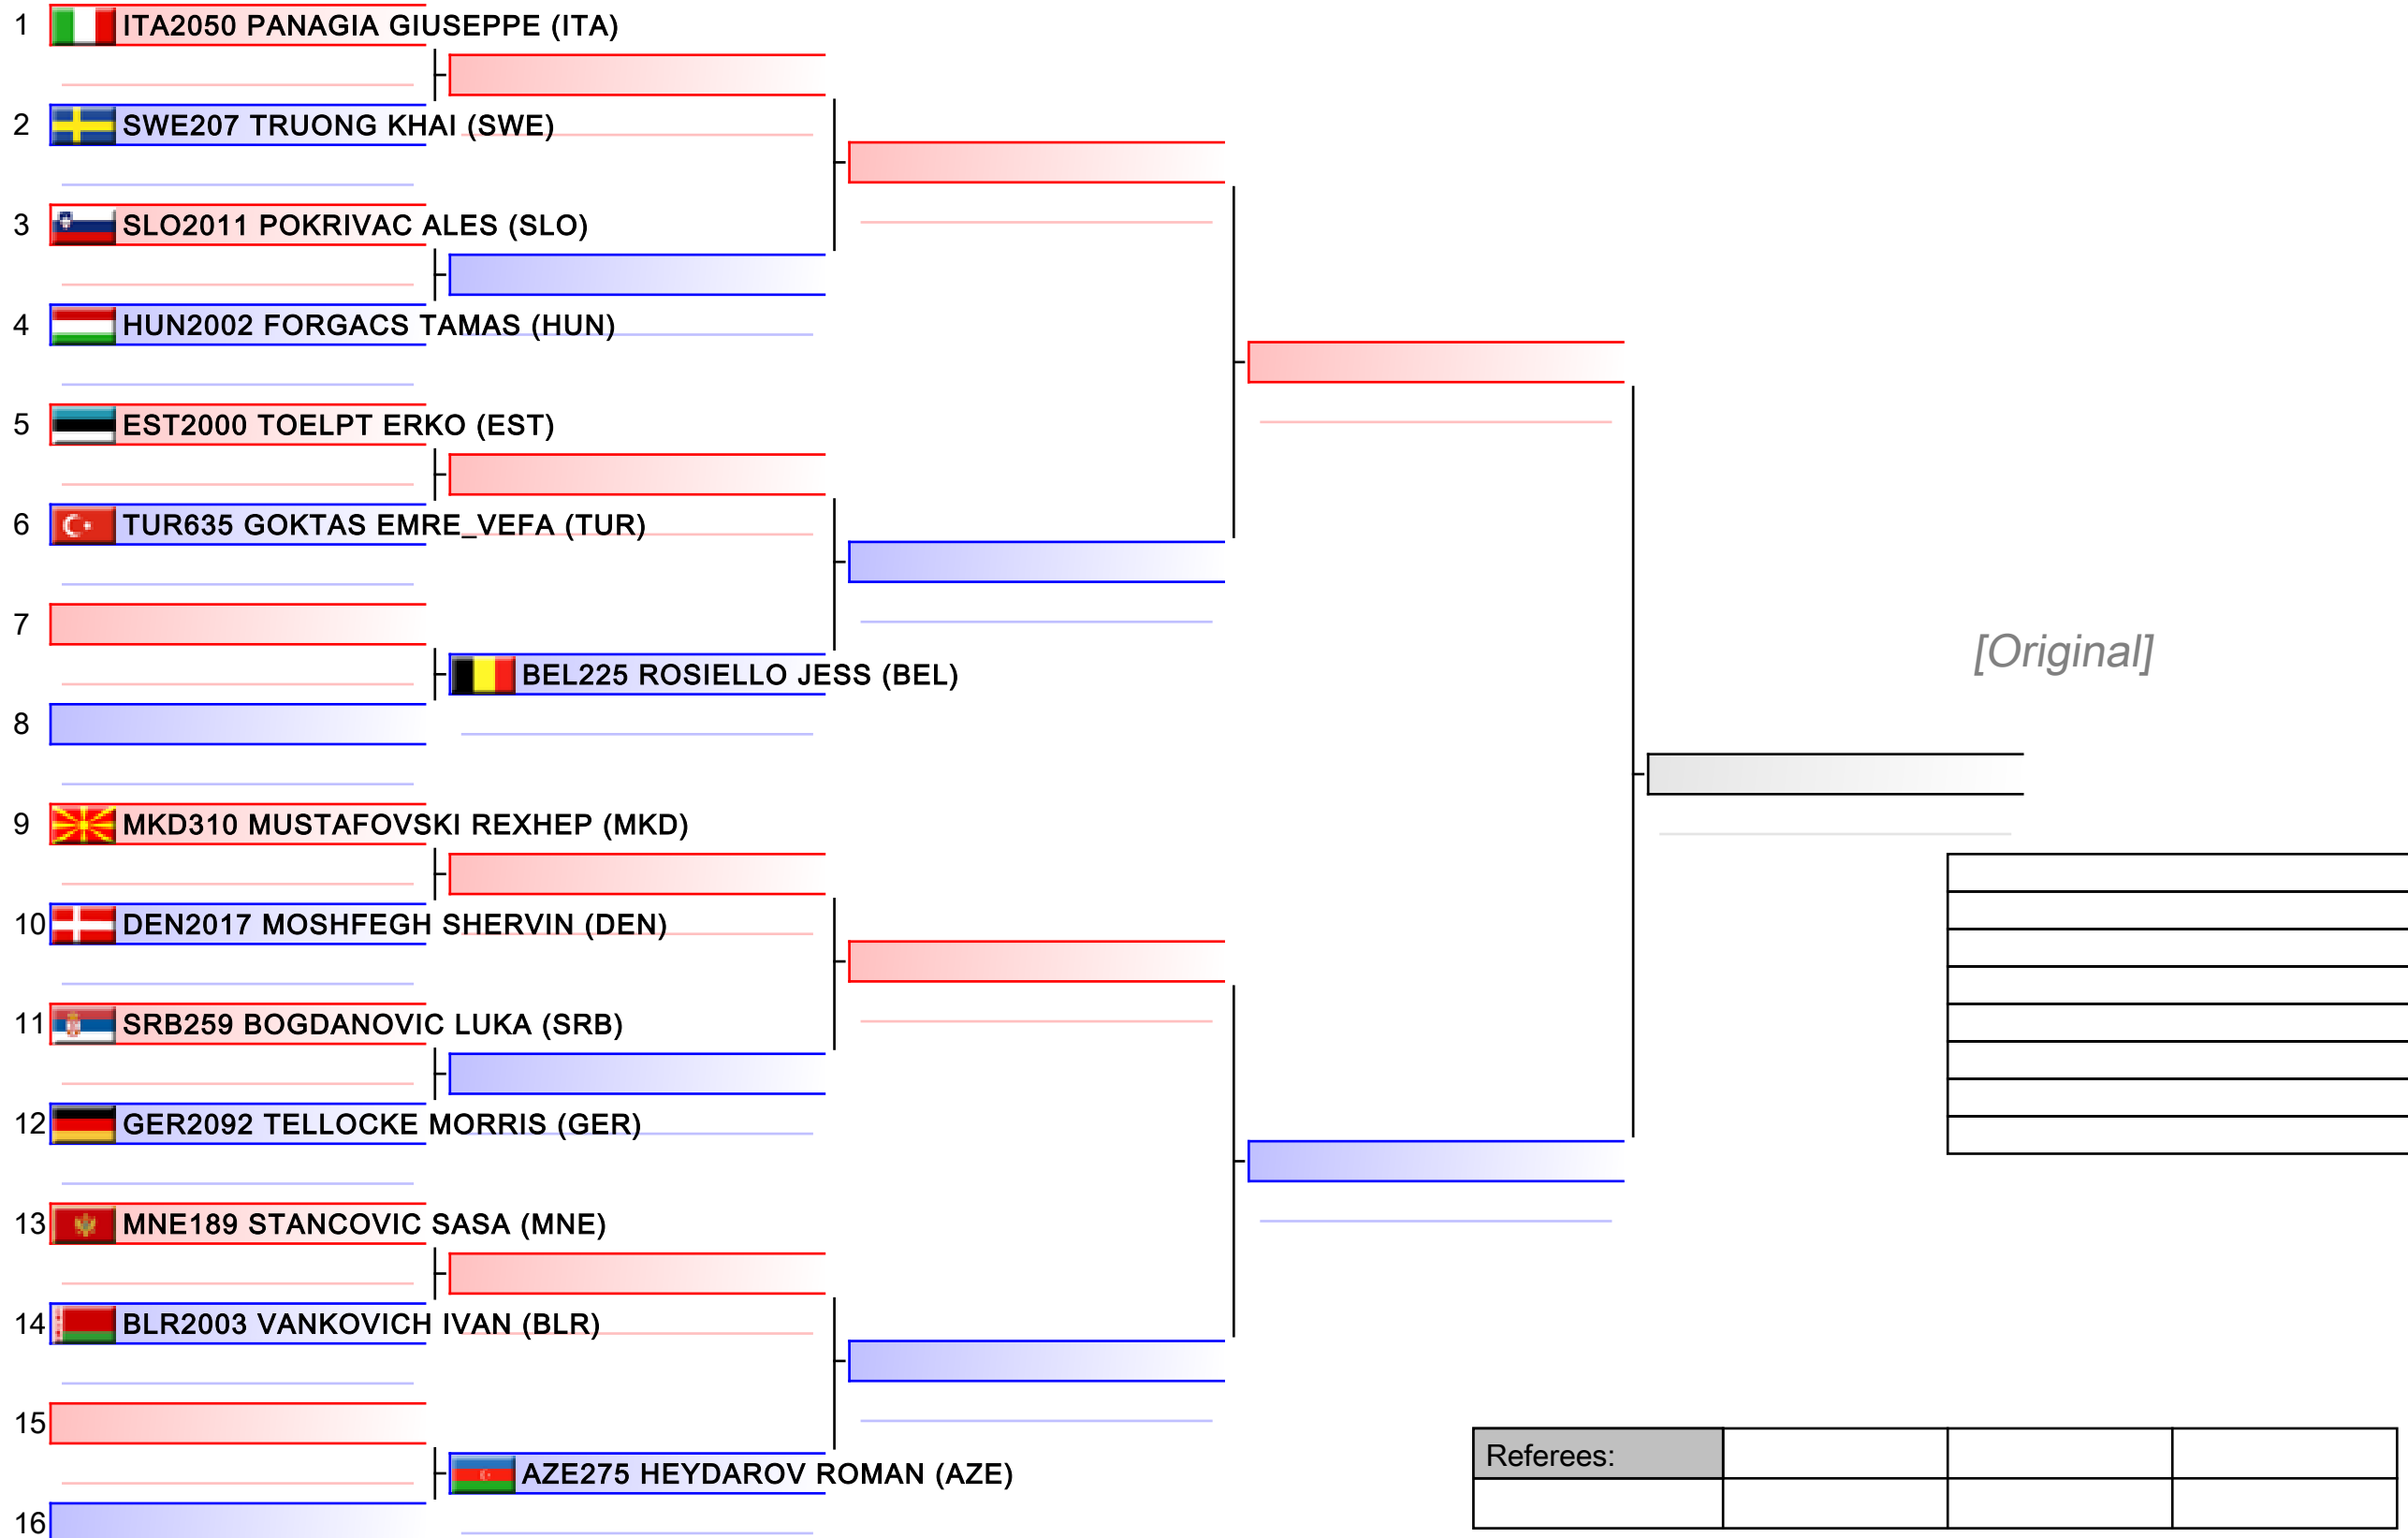 1 ITA2050 PANAGIA GIUSEPPE (ITA)
2 SWE207 TRUONG KHAI (SWE)
3 SLO2011 POKRIVAC ALES (SLO)
4 HUN2002 FORGACS TAMAS (HUN)
5 EST2000 TOELPT ERKO (EST)
6 TUR635 GOKTAS EMRE_VEFA (TUR)
7
[Original]
BEL225 ROSIELLO JESS (BEL)
8
9 MKD310 MUSTAFOVSKI REXHEP (MKD)
10 DEN2017 MOSHFEGH SHERVIN (DEN)
11 SRB259 BOGDANOVIC LUKA (SRB)
12 GER2092 TELLOCKE MORRIS (GER)
13 MNE189 STANCOVIC SASA (MNE)
14 BLR2003 VANKOVICH IVAN (BLR)
15
Referees:
AZE275 HEYDAROV ROMAN (AZE)
16